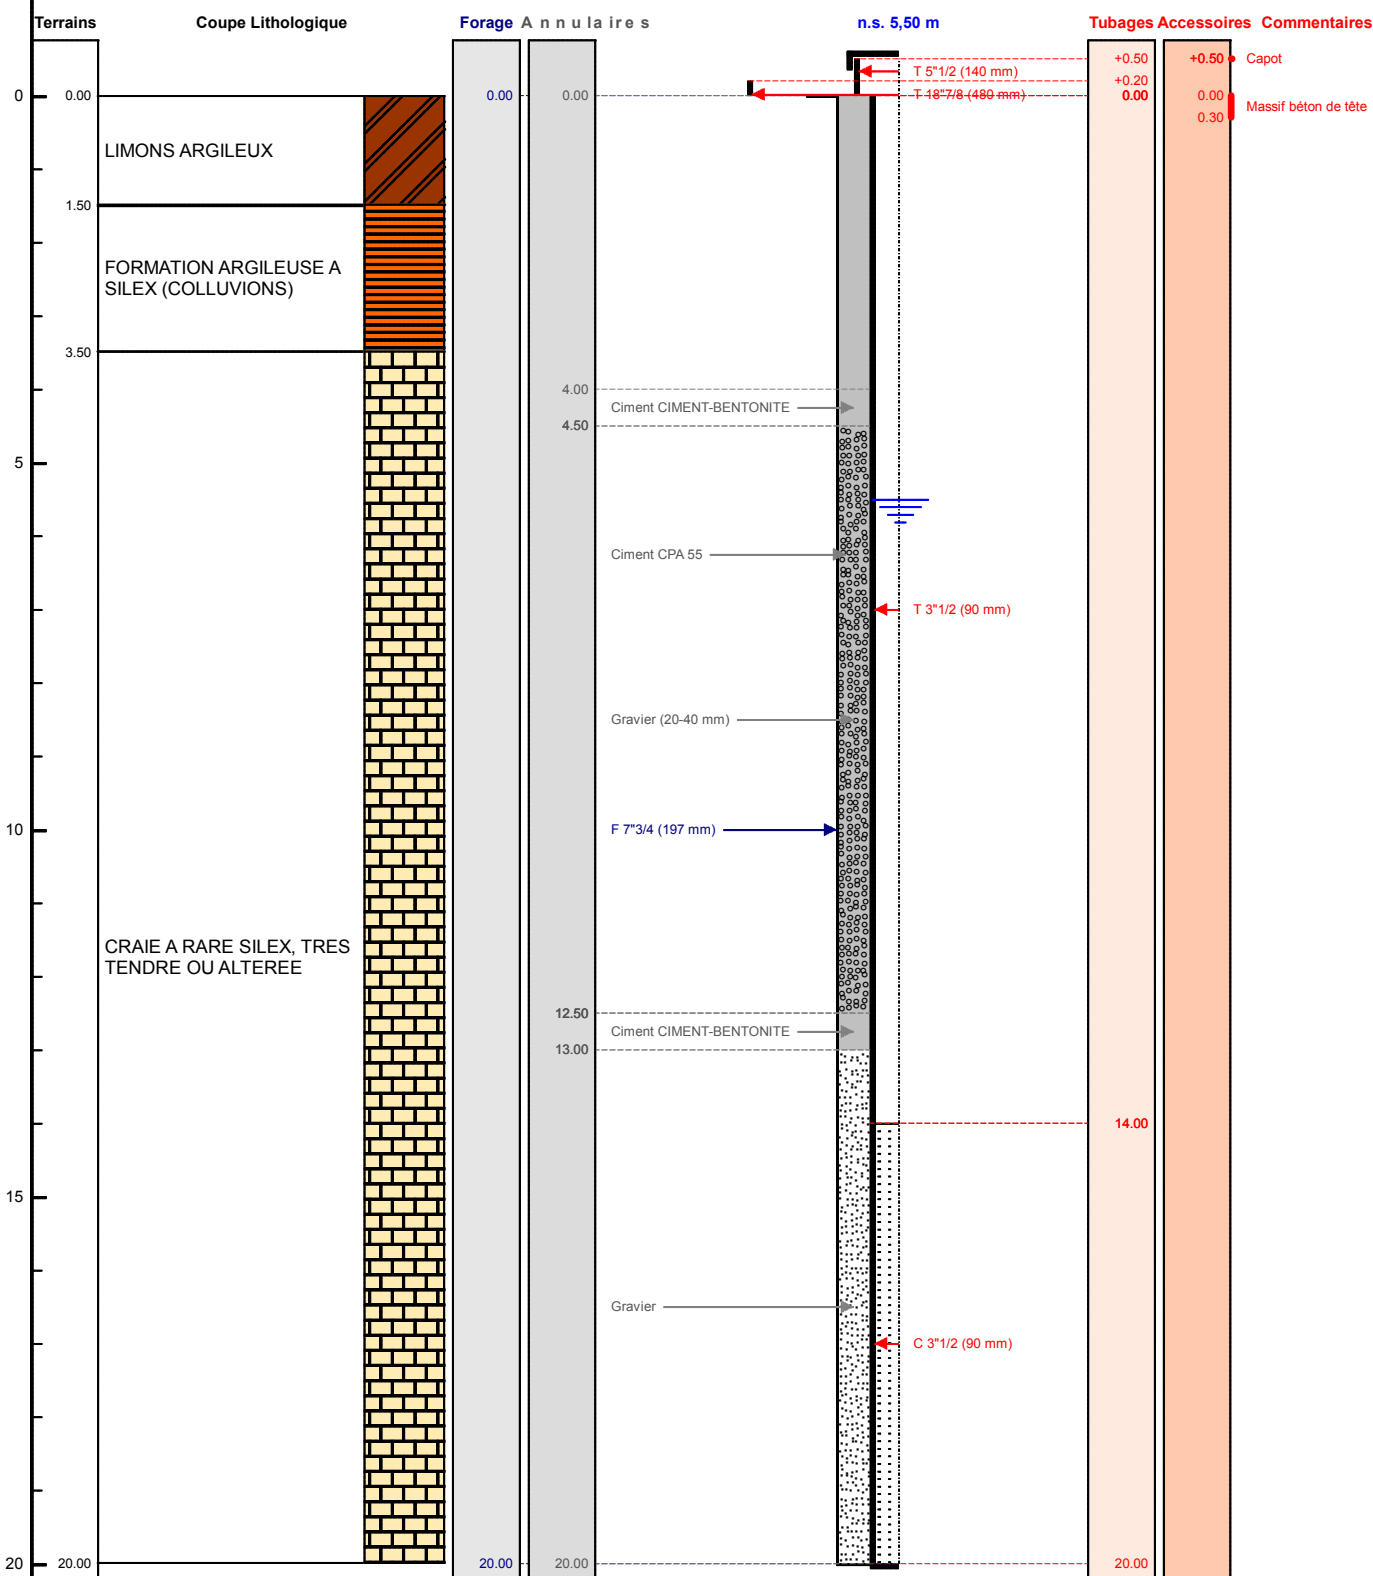 Terrains Coupe Lithologique Forage Annulaires n.s. 5,50 m Tubages Accessoires Commentaires
+0.50 +0.50 Capot
T 5"1/2 (140 mm)
+0.20
0 0.00 0.00 0.00 T 18"7/8 (480 mm) 0.00 0.00
Massif béton de tête
0.30
LIMONS ARGILEUX
1.50
FORMATION ARGILEUSE A
SILEX (COLLUVIONS)
3.50
4.00
Ciment CIMENT-BENTONITE
4.50
5
Ciment CPA 55
T 3"1/2 (90 mm)
Gravier (20-40 mm)
10 F 7"3/4 (197 mm)
CRAIE A RARE SILEX, TRES
TENDRE OU ALTEREE
12.50
Ciment CIMENT-BENTONITE
13.00
14.00
15
Gravier
C 3"1/2 (90 mm)
20 20.00 20.00 20.00 20.00